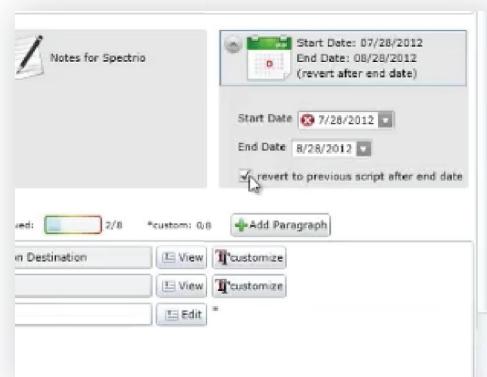 Notes for Spectrio
Start Date: 07/28/2012
End Date: 08/28/2012
(revert after end date)
Start Date 7/28/2012
End Date 8/28/2012
revert to previous script after end date
ued: 2/8 *custom: 0/8 Add Paragraph
on Destination View *customize
View *customize
Edit *